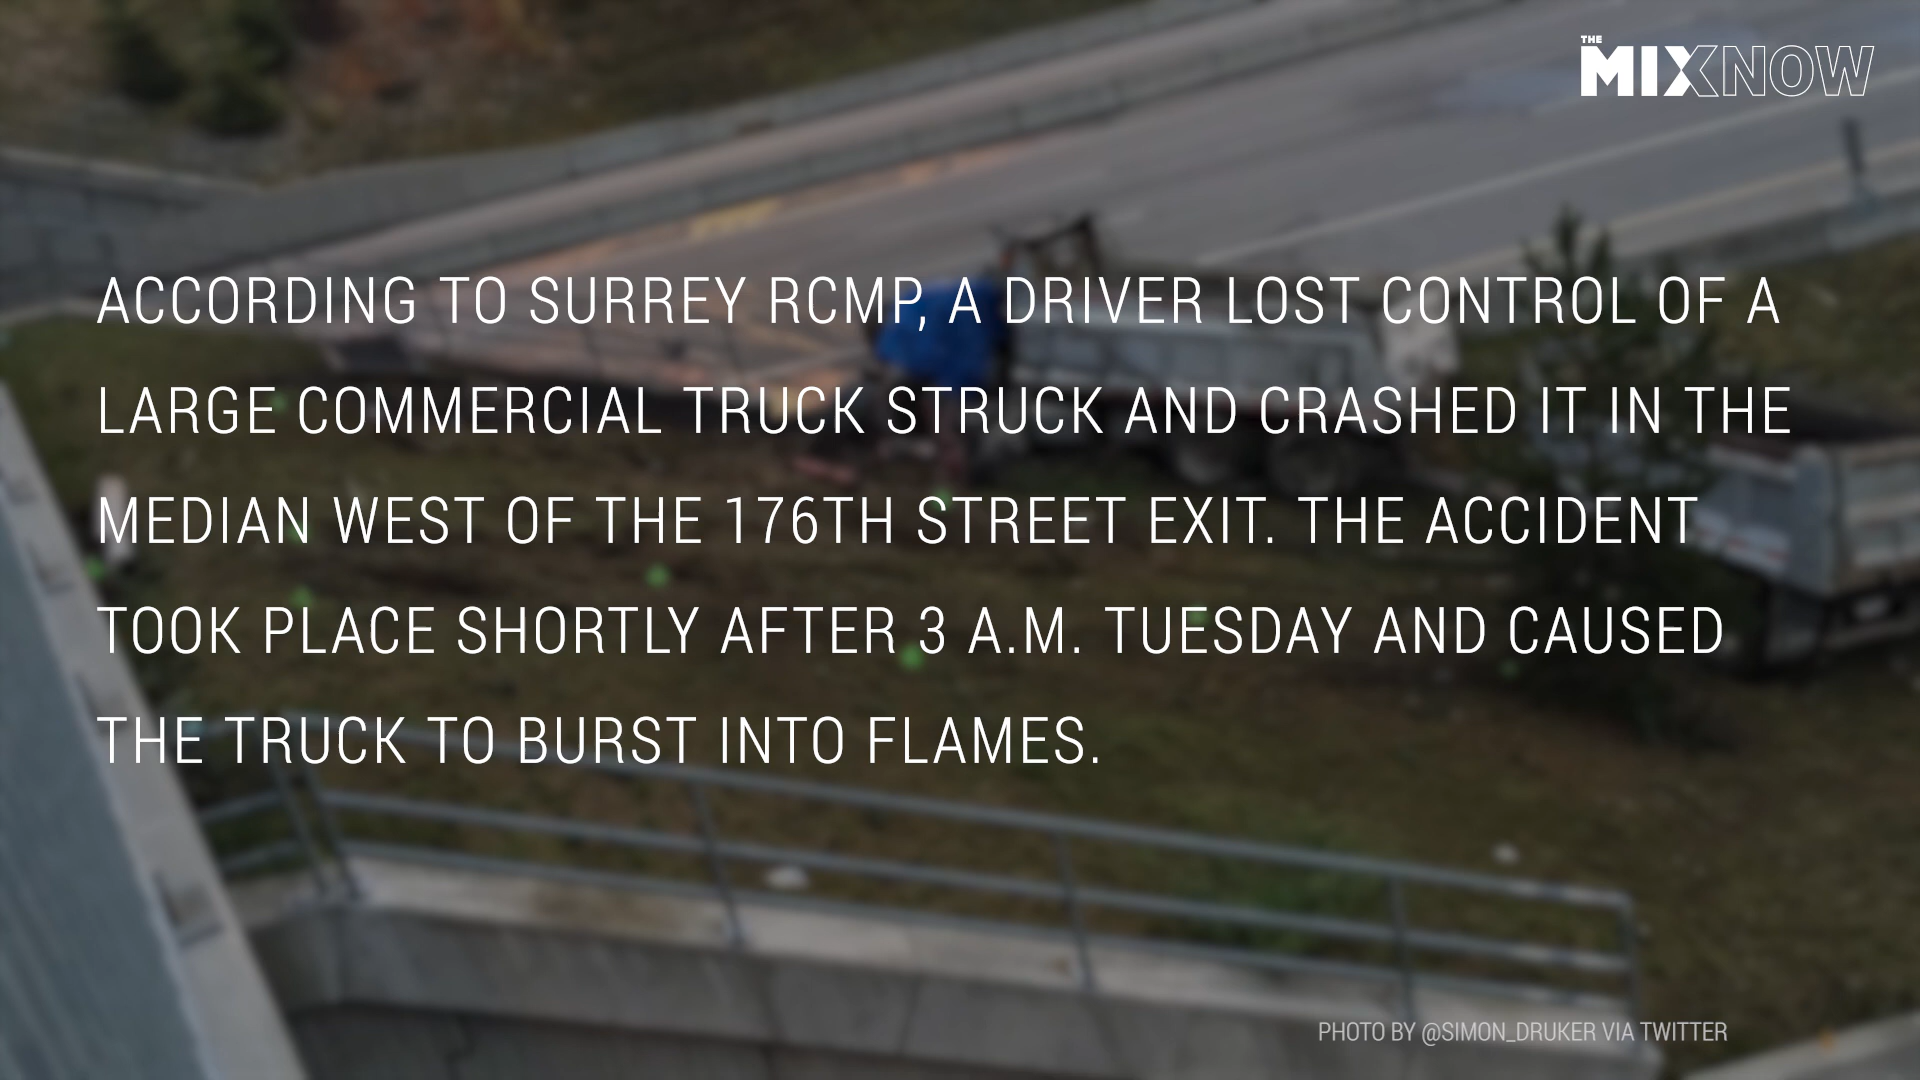 THE
MIXNOW
ACCORDING TO SURREY RCMP, A DRIVER LOST CONTROL OF A
LARGE COMMERCIAL TRUCK STRUCK AND CRASHED IT IN THE
MEDIAN WEST OF THE 176TH STREET EXIT. THE ACCIDENT
TOOK PLACE SHORTLY AFTER 3 A.M. TUESDAY AND CAUSED
THE TRUCK TO BURST INTO FLAMES.
PHOTO BY @SIMON_DRUKER VIA TWITTER